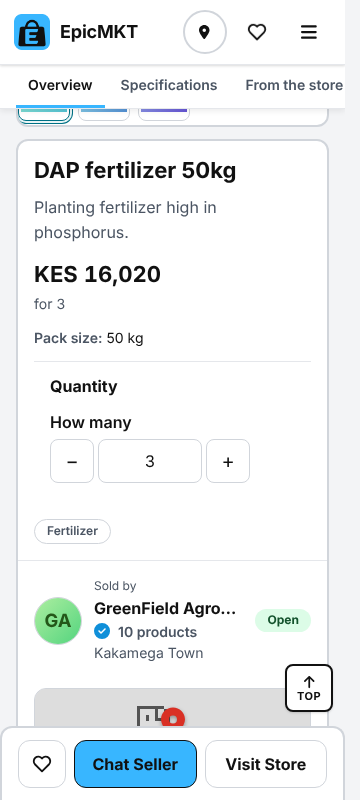 EpicMKT
Overview Specifications From the store
DAP fertilizer 50kg
Planting fertilizer high in
phosphorus.
KES 16,020
for 3
Pack size: 50 kg
Quantity
How many
− 3 +
Fertilizer
Sold by
GA
GreenField Agro...
Open
10 products
Kakamega Town
TOP
Chat Seller Visit Store